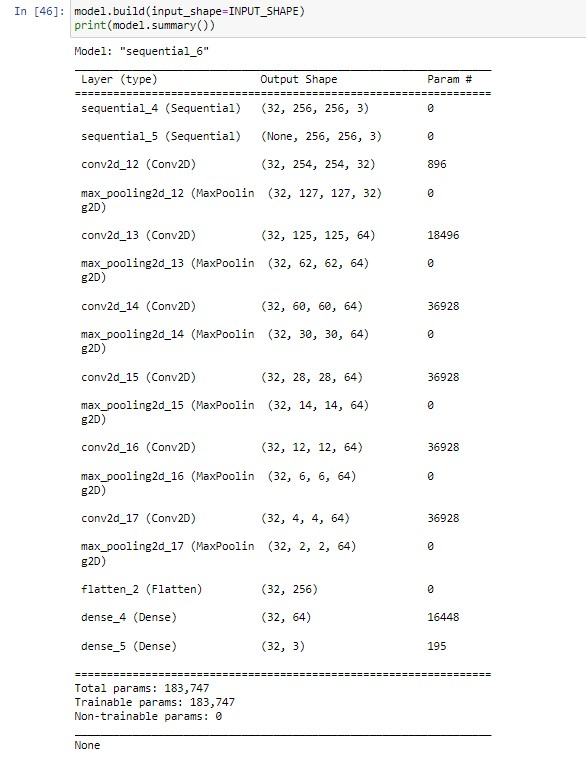 In [46]: model.build(input_shape=INPUT_SHAPE)
print(model.summary())
Model: "sequential_6"
Layer (type) Output Shape Param #
=================================================================
sequential_4 (Sequential) (32, 256, 256, 3) 0
sequential_5 (Sequential) (None, 256, 256, 3) 0
conv2d_12 (Conv2D) (32, 254, 254, 32) 896
max_pooling2d_12 (MaxPoolin (32, 127, 127, 32) 0
g2D)
conv2d_13 (Conv2D) (32, 125, 125, 64) 18496
max_pooling2d_13 (MaxPoolin (32, 62, 62, 64) 0
g2D)
conv2d_14 (Conv2D) (32, 60, 60, 64) 36928
max_pooling2d_14 (MaxPoolin (32, 30, 30, 64) 0
g2D)
conv2d_15 (Conv2D) (32, 28, 28, 64) 36928
max_pooling2d_15 (MaxPoolin (32, 14, 14, 64) 0
g2D)
conv2d_16 (Conv2D) (32, 12, 12, 64) 36928
max_pooling2d_16 (MaxPoolin (32, 6, 6, 64) 0
g2D)
conv2d_17 (Conv2D) (32, 4, 4, 64) 36928
max_pooling2d_17 (MaxPoolin (32, 2, 2, 64) 0
g2D)
flatten_2 (Flatten) (32, 256) 0
dense_4 (Dense) (32, 64) 16448
dense_5 (Dense) (32, 3) 195
=================================================================
Total params: 183,747
Trainable params: 183,747
Non-trainable params: 0
None